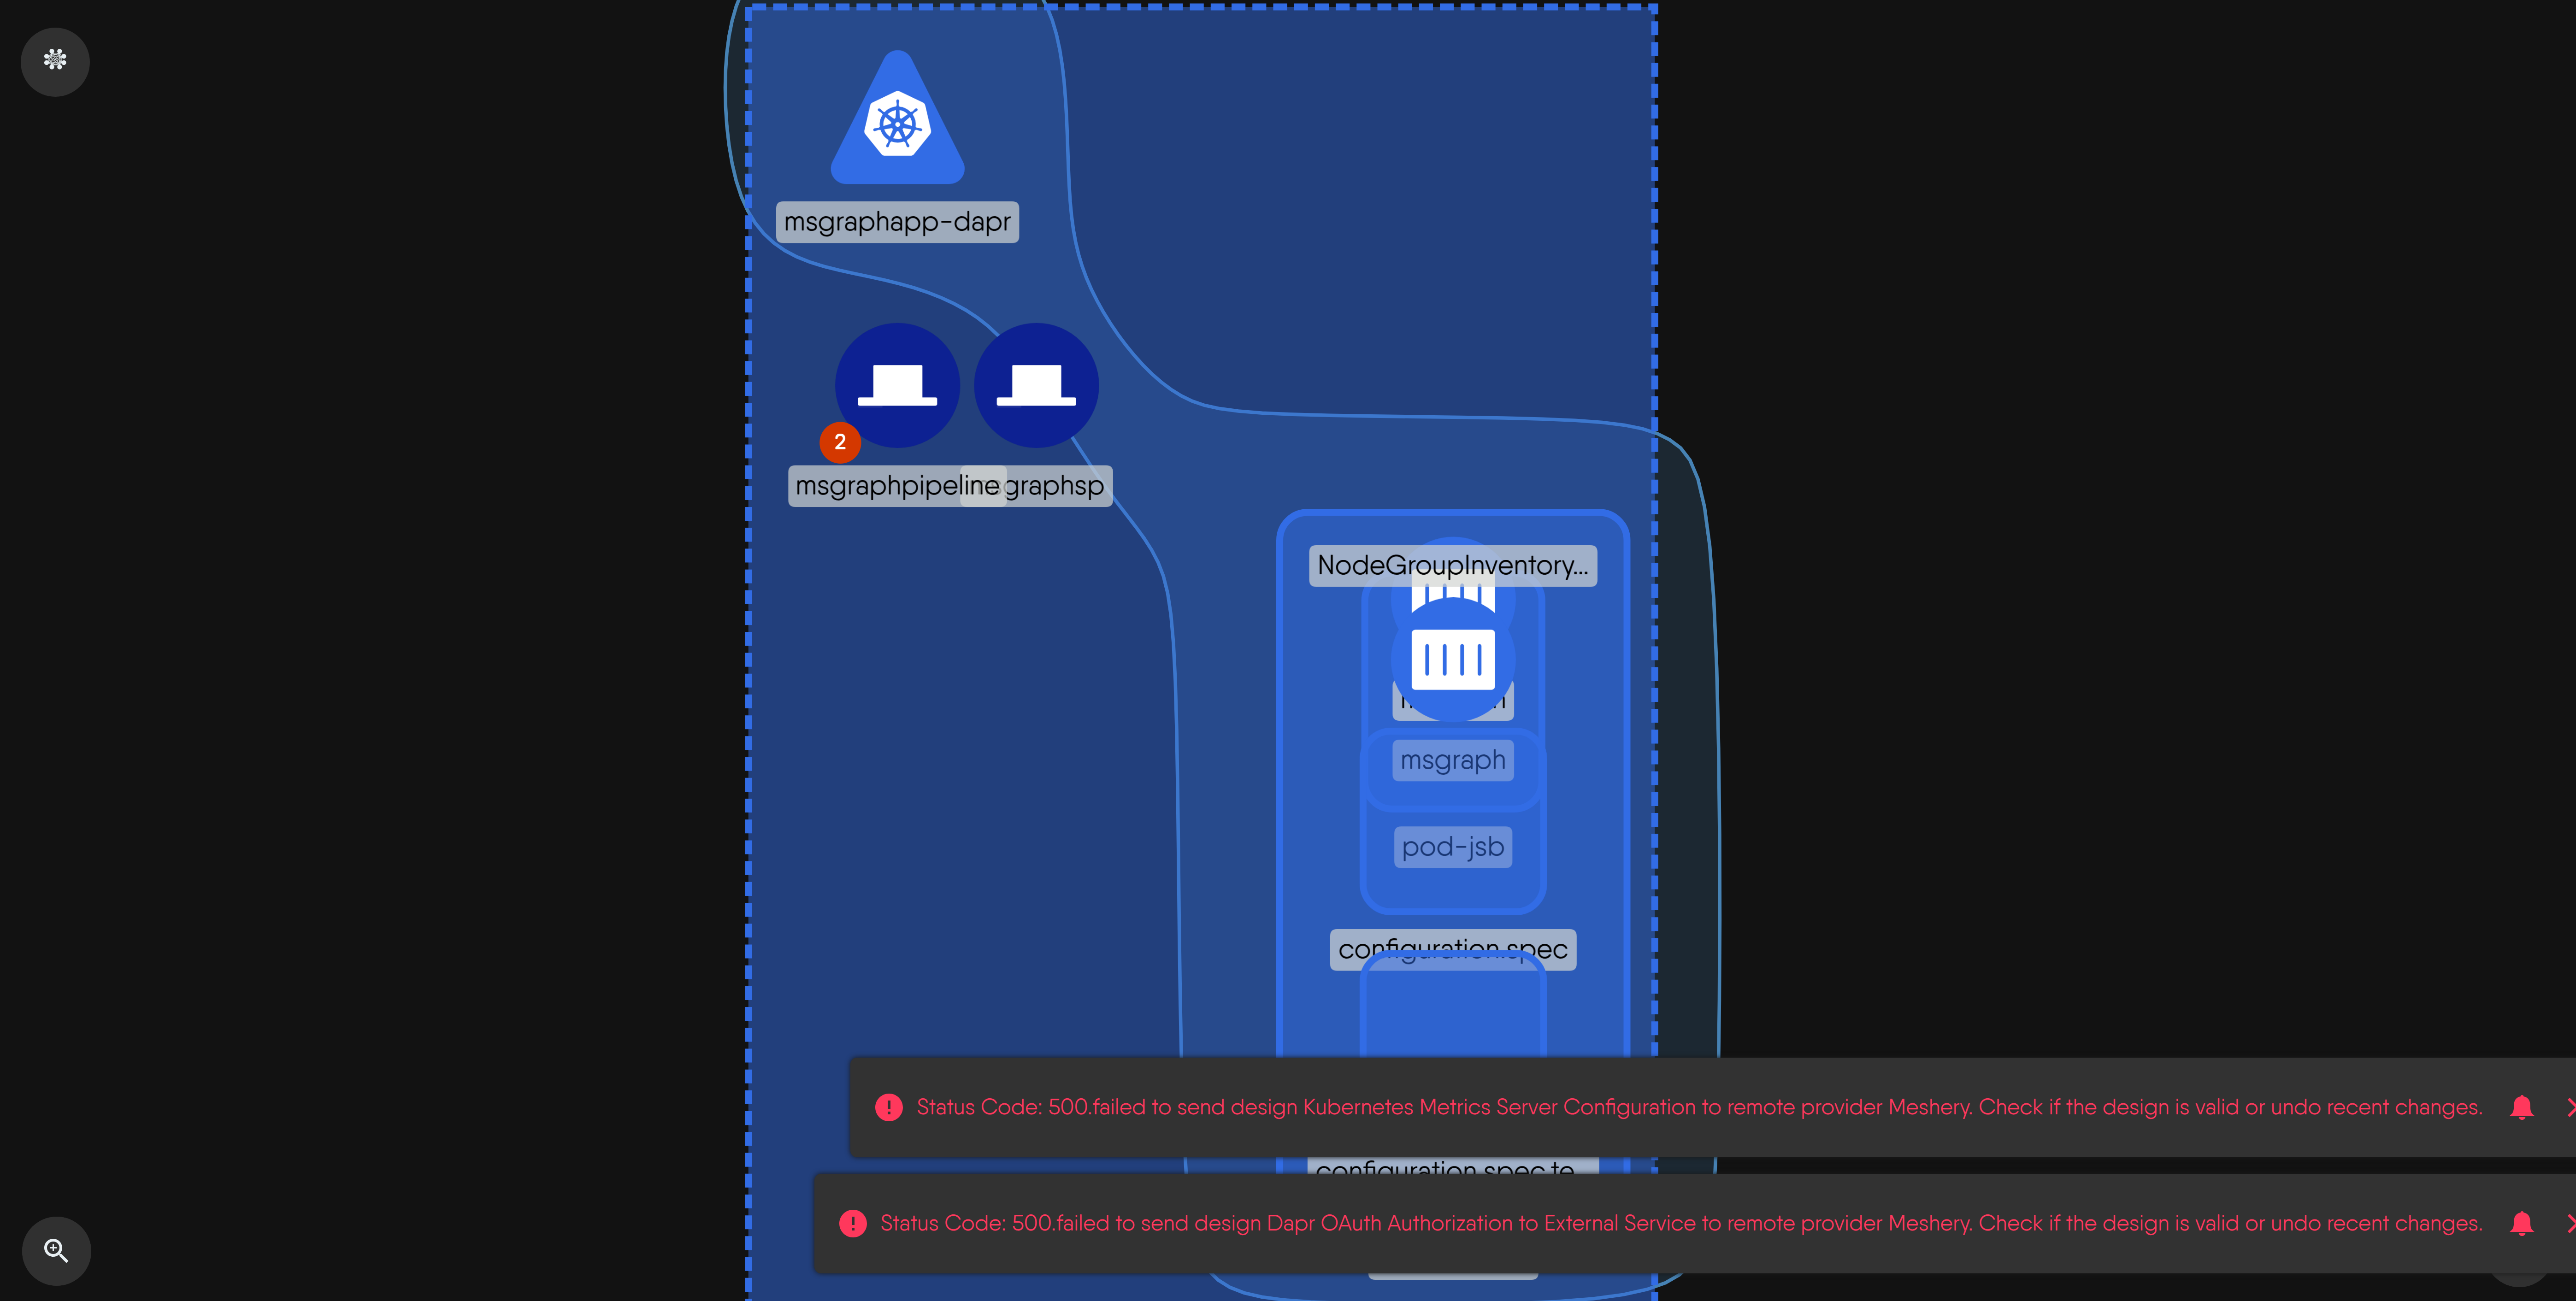 msgraphapp-dapr
2
msgraphpipeline
graphsp
NodeGroupInventory...
msgraph
pod-jsb
configuration.spec
Status Code: 500.failed to send design Kubernetes Metrics Server Configuration to remote provider Meshery. Check if the design is valid or undo recent changes.
configuration.spec.te...
Status Code: 500.failed to send design Dapr OAuth Authorization to External Service to remote provider Meshery. Check if the design is valid or undo recent changes.